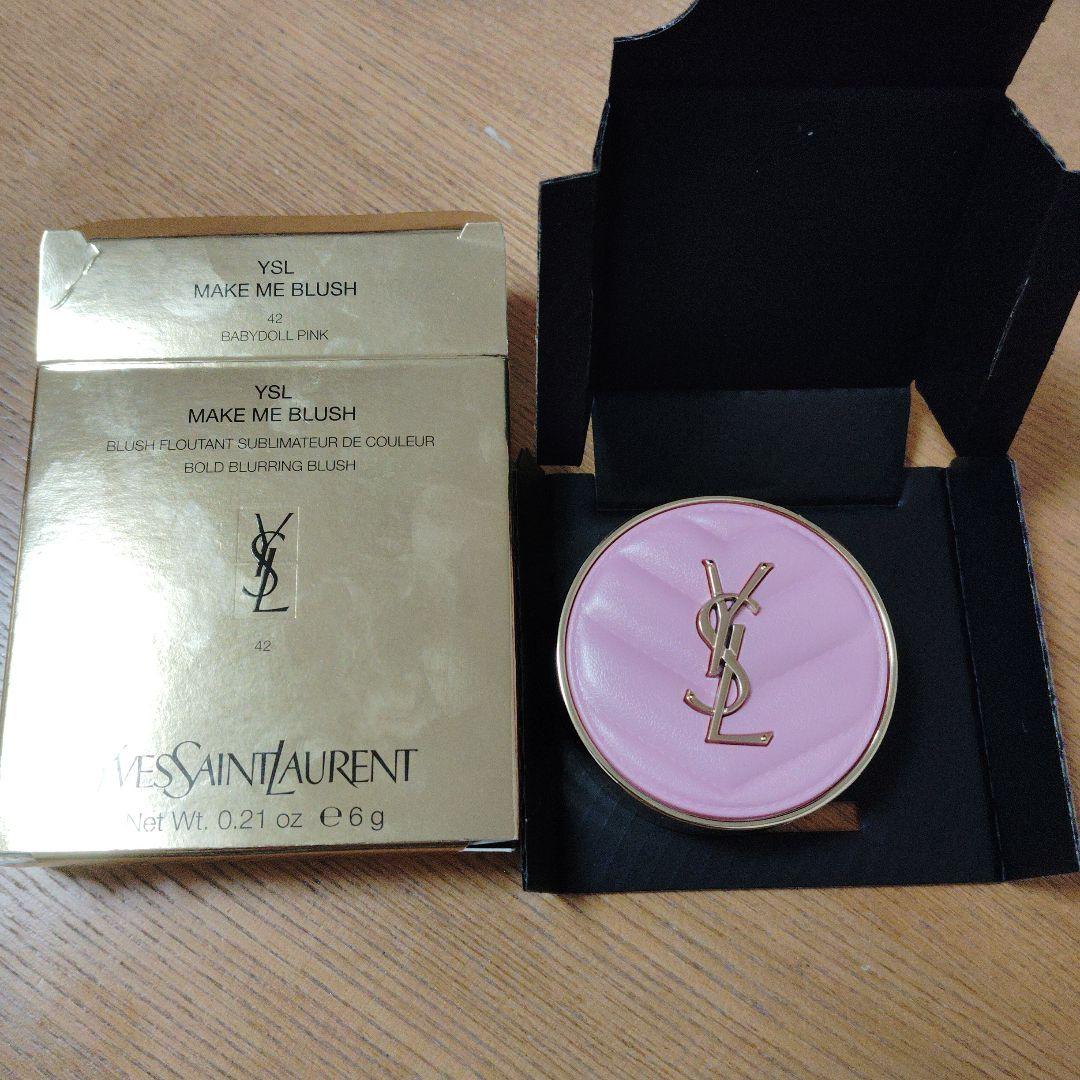 YSL
MAKE ME BLUSH
42
BABYDOLL PINK
YSL
MAKE ME BLUSH
BLUSH FLOUTANT SUBLIMATEUR DE COULEUR
BOLD BLURRING BLUSH
YSL
42
YVESSAINTLAURENT
Net Wt. 0.21 oz ℮ 6 g
YSL